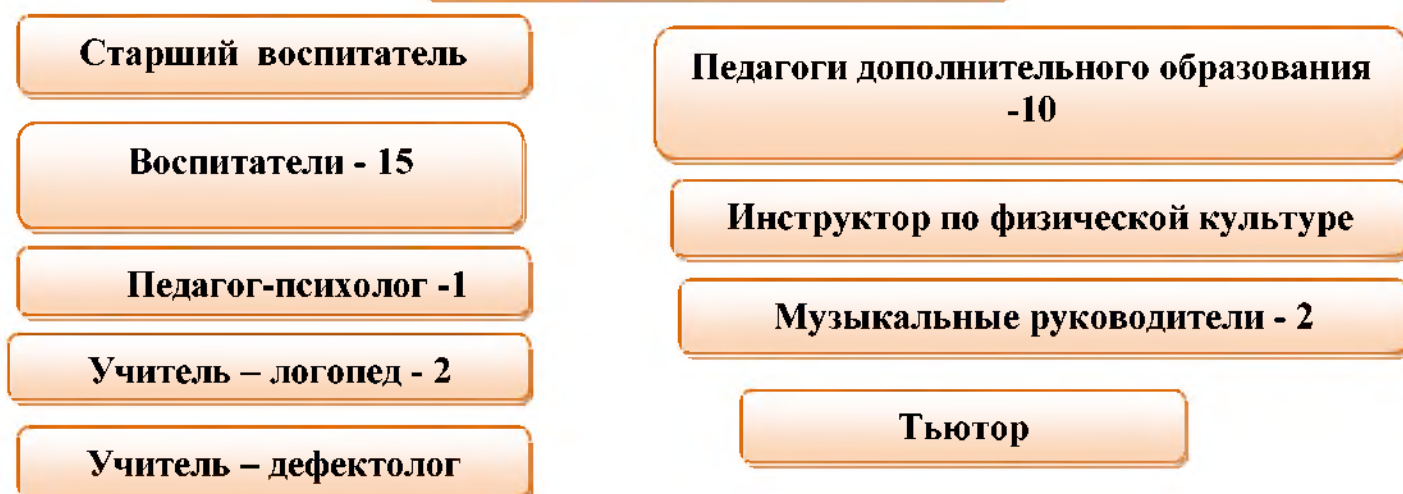 Старший воспитатель
Воспитатели - 15
Педагог-психолог -1
Учитель – логопед - 2
Учитель – дефектолог
Педагоги дополнительного образования
-10
Инструктор по физической культуре
Музыкальные руководители - 2
Тьютор